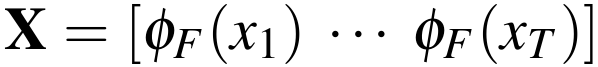 𝐗 = [ϕ_F(x_1) ⋯ ϕ_F(x_T)]